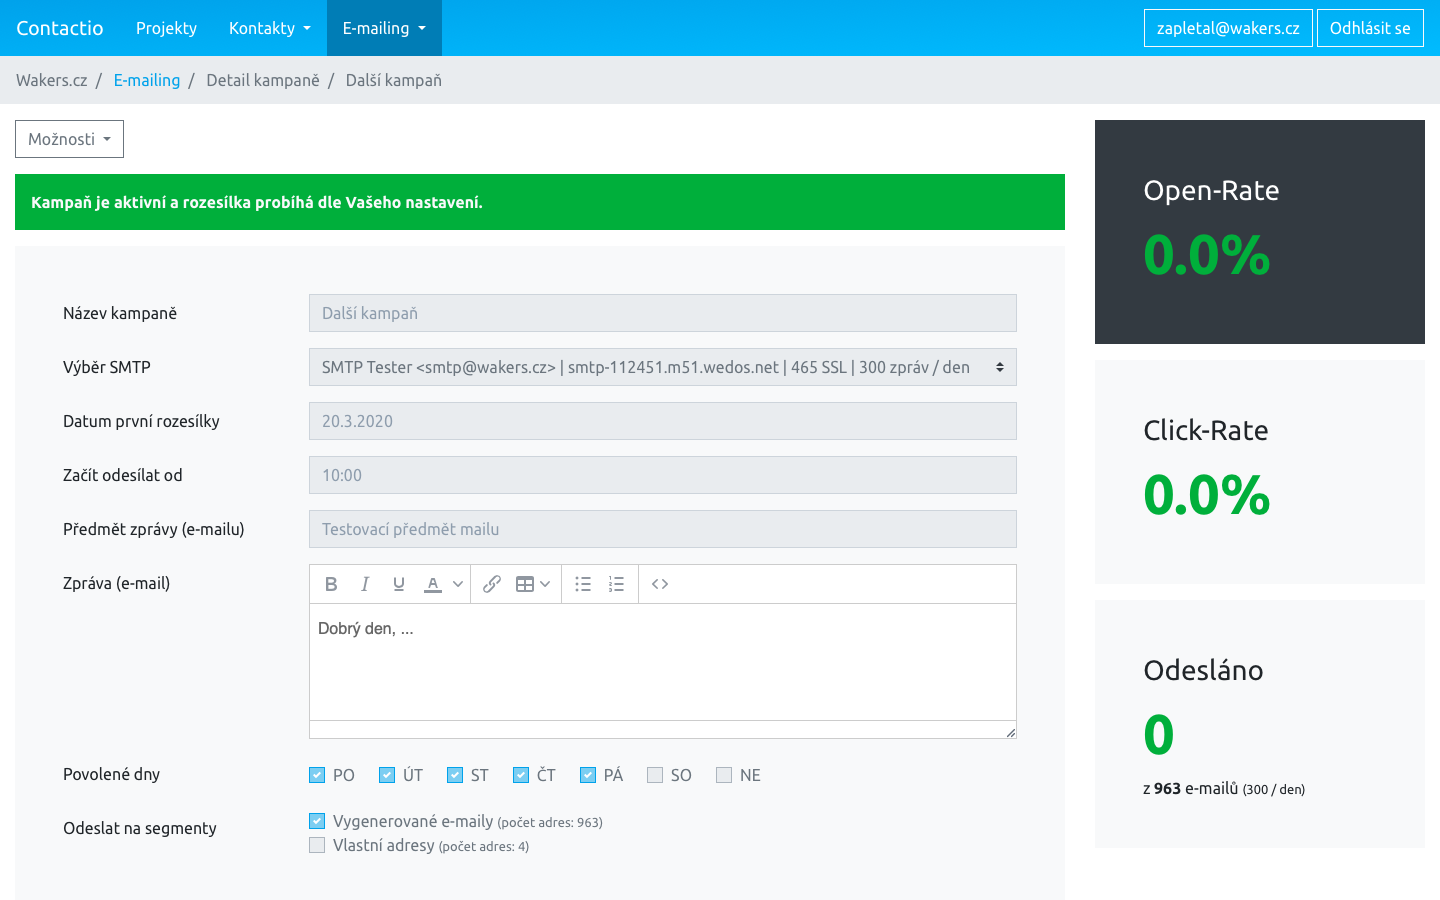 Contactio Projekty Kontakty E-mailing zapletal@wakers.cz Odhlásit se
Wakers.cz / E-mailing / Detail kampaně / Další kampaň
Možnosti
Kampaň je aktivní a rozesílka probíhá dle Vašeho nastavení.
Název kampaně Další kampaň
Výběr SMTP SMTP Tester <smtp@wakers.cz> | smtp-112451.m51.wedos.net | 465 SSL | 300 zpráv / den
Datum první rozesílky 20.3.2020
Začít odesílat od 10:00
Předmět zprávy (e-mailu) Testovací předmět mailu
Zpráva (e-mail)
B I U A
Dobrý den, ...
Povolené dny PO ÚT ST ČT PÁ SO NE
Odeslat na segmenty Vygenerované e-maily (počet adres: 963)
Vlastní adresy (počet adres: 4)
Open-Rate
0.0%
Click-Rate
0.0%
Odesláno
0
z 963 e-mailů (300 / den)